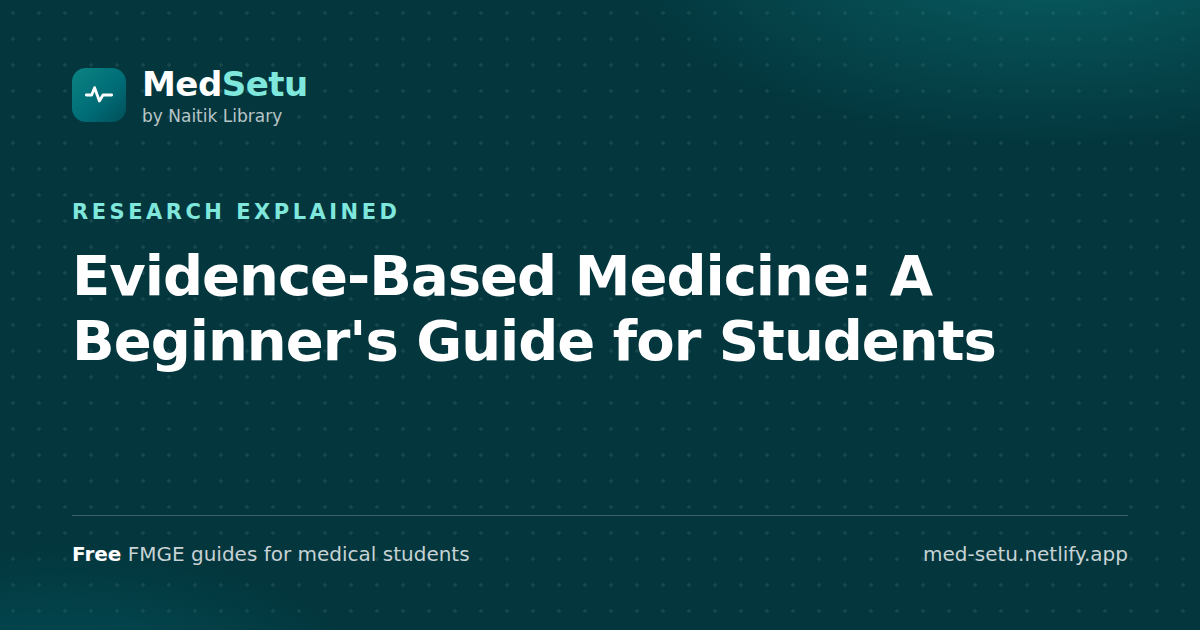 MedSetu
by Naitik Library
RESEARCH EXPLAINED
Evidence-Based Medicine: A
Beginner's Guide for Students
Free FMGE guides for medical students
med-setu.netlify.app